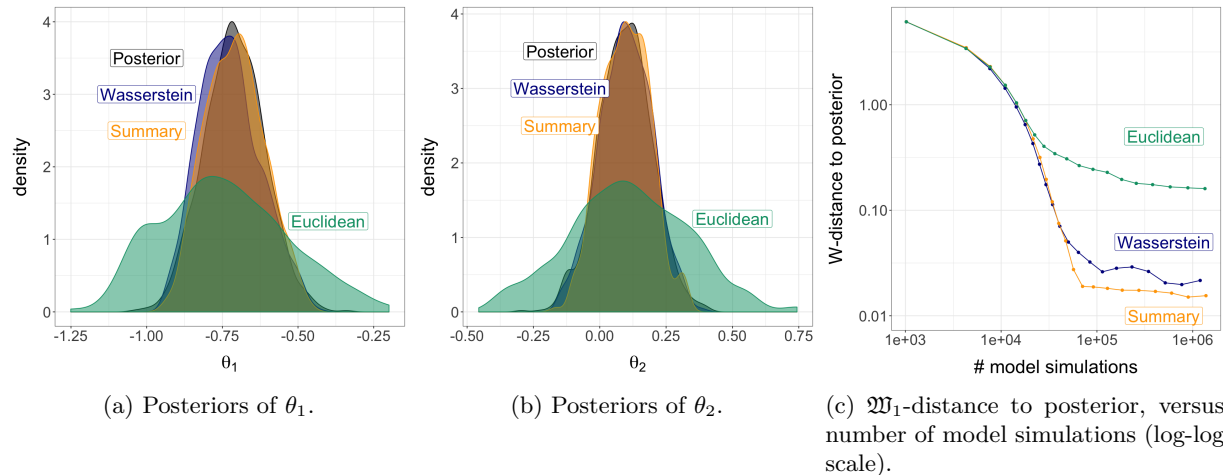 4
3
2
1
0
density
Posterior
Wasserstein
Summary
Euclidean
-1.25
-1.00
-0.75
-0.50
-0.25
θ1
(a) Posteriors of θ1.
4
3
2
1
0
density
Posterior
Wasserstein
Summary
Euclidean
-0.50
-0.25
0.00
0.25
0.50
0.75
θ2
(b) Posteriors of θ2.
1.00
0.10
0.01
W-distance to posterior
Euclidean
Wasserstein
Summary
1e+03
1e+04
1e+05
1e+06
# model simulations
(c) 𝔚1-distance to posterior, versus
number of model simulations (log-log
scale).